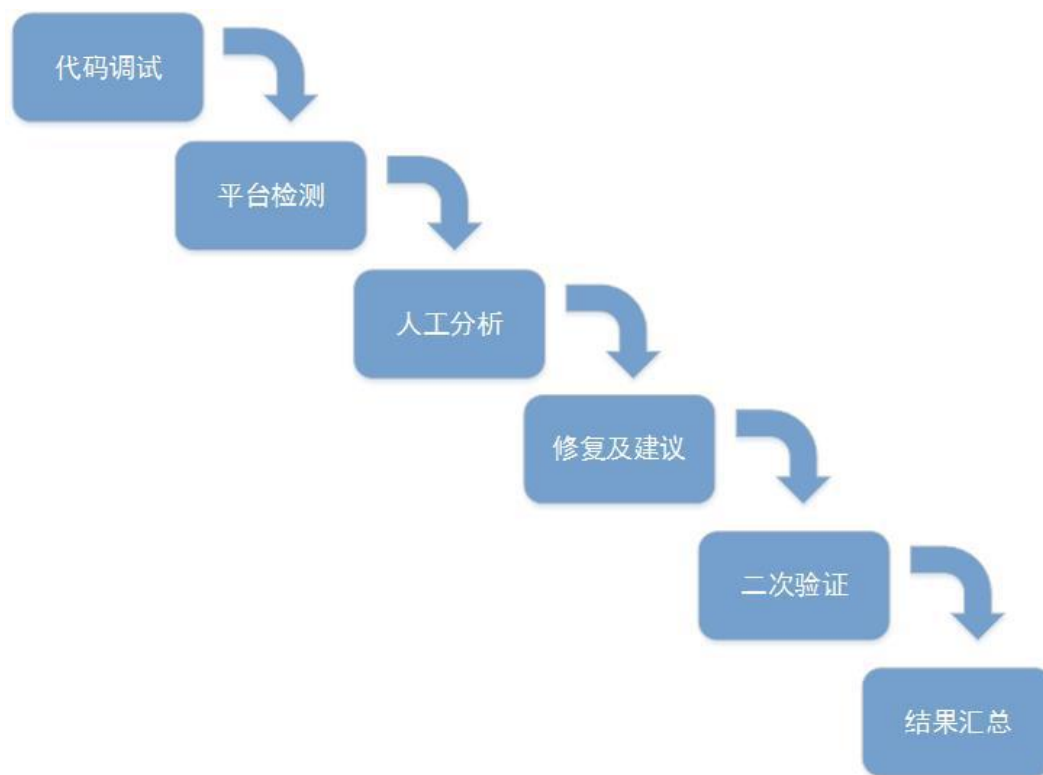 代码调试
平台检测
人工分析
修复及建议
二次验证
结果汇总